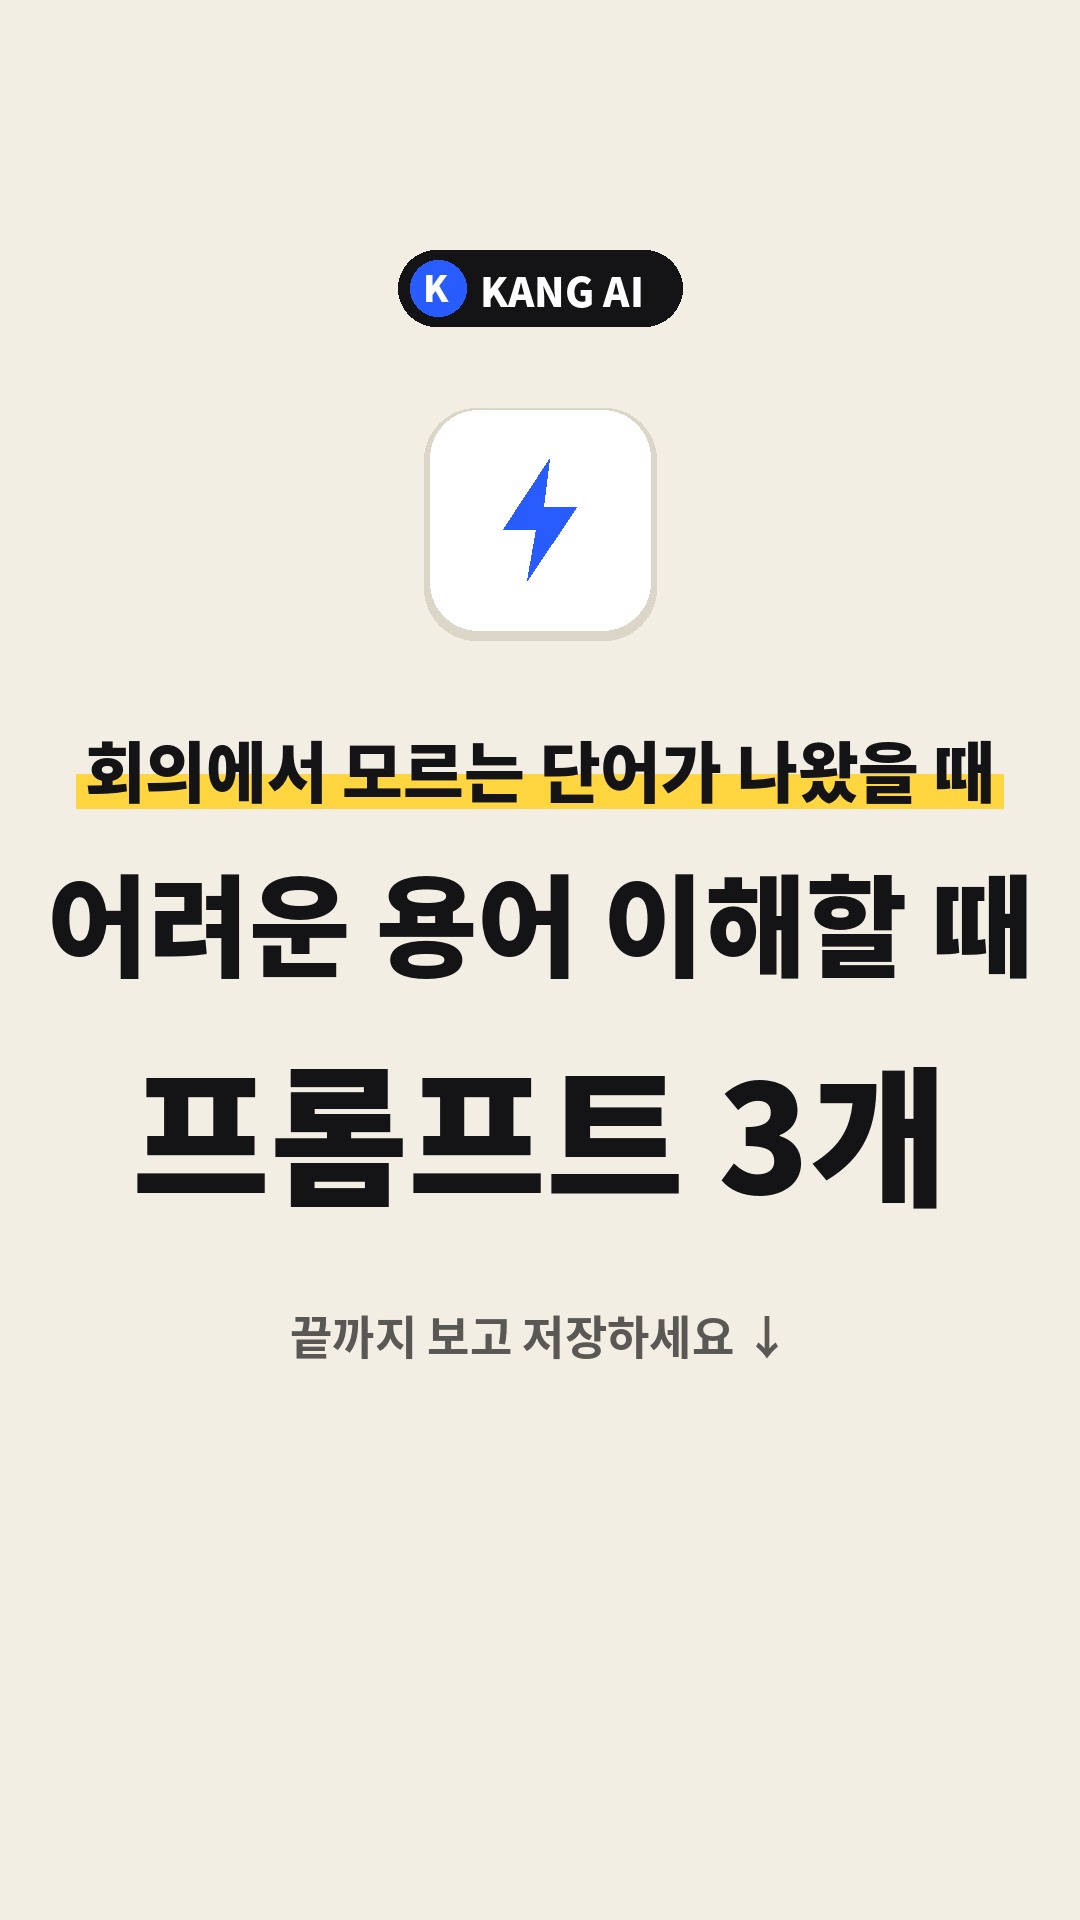 K KANG AI
회의에서 모르는 단어가 나왔을 때
어려운 용어 이해할 때
프롬프트 3개
끝까지 보고 저장하세요 ↓